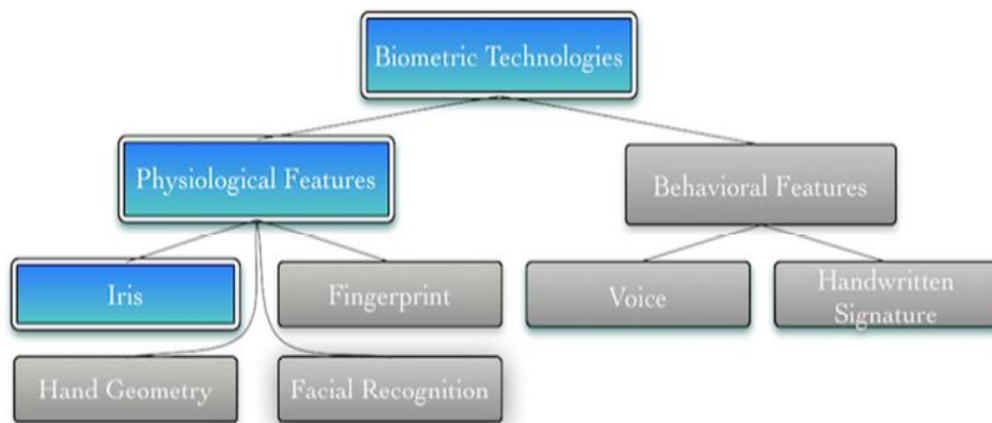 Biometric Technologies
Physiological Features
Behavioral Features
Iris
Fingerprint
Voice
Handwritten
Signature
Hand Geometry
Facial Recognition